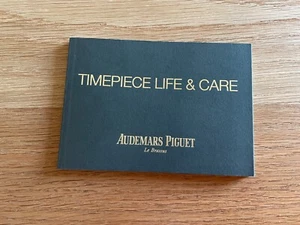 TIMEPIECE LIFE & CARE
AUDEMARS PIGUET
Le Brassus